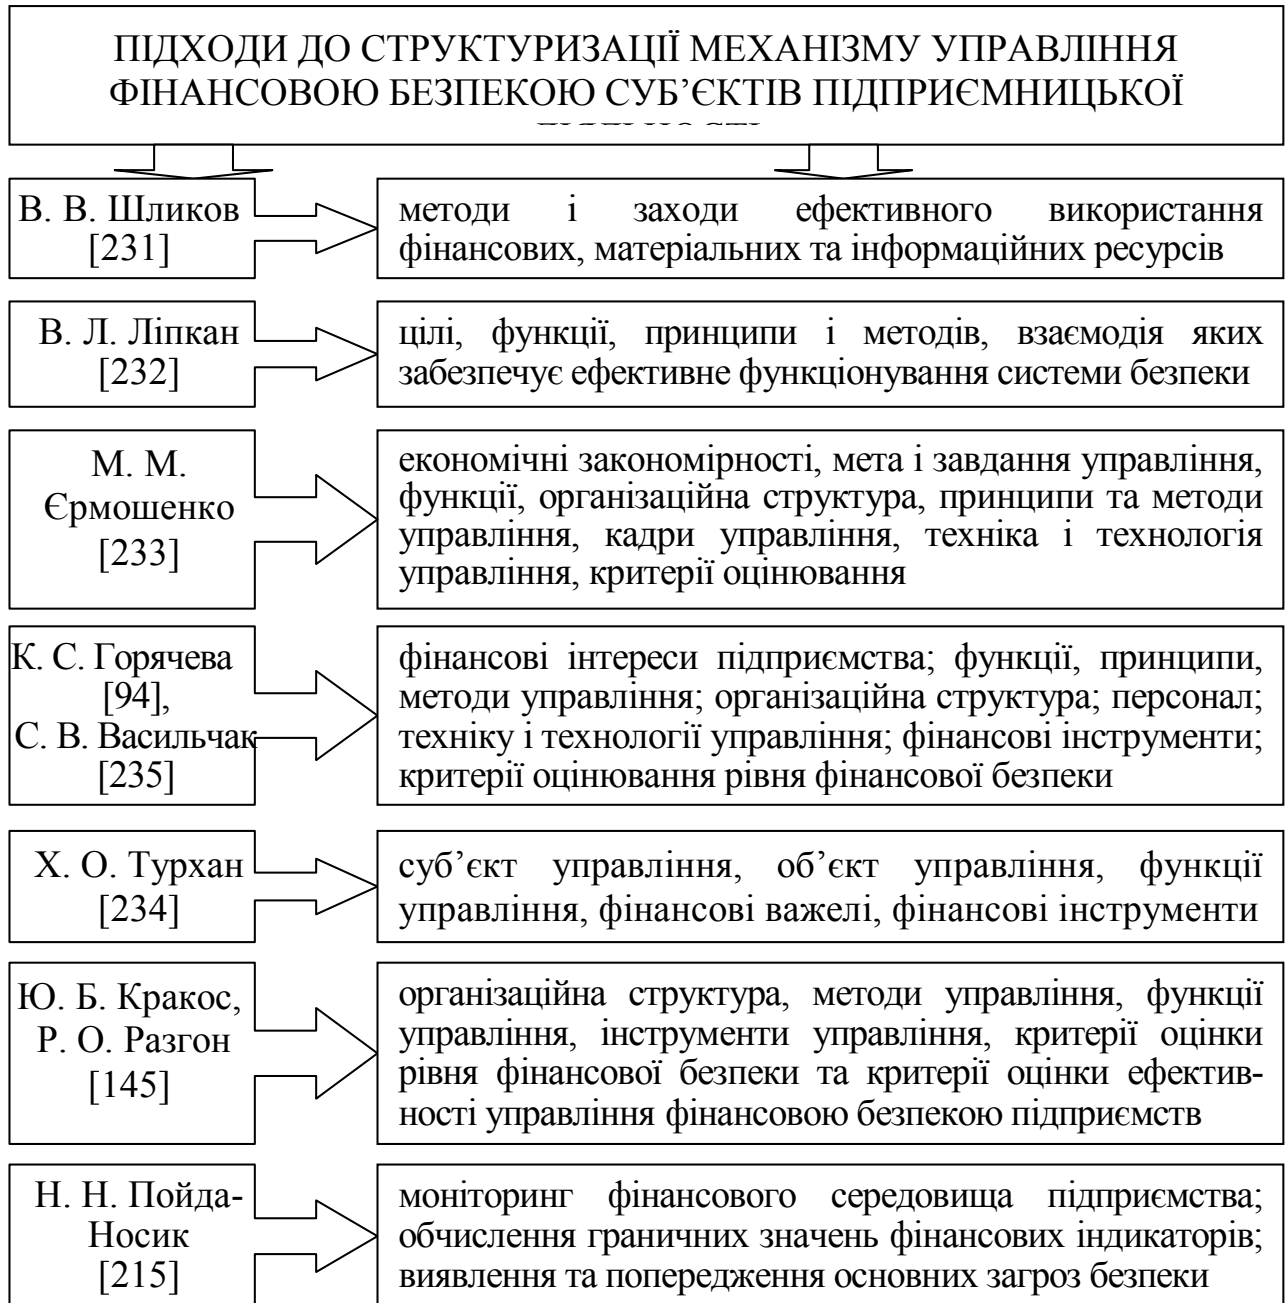 ПІДХОДИ ДО СТРУКТУРИЗАЦІЇ МЕХАНІЗМУ УПРАВЛІННЯ
ФІНАНСОВОЮ БЕЗПЕКОЮ СУБ’ЄКТІВ ПІДПРИЄМНИЦЬКОЇ
В. В. Шликов
[231]
методи і заходи ефективного використання
фінансових, матеріальних та інформаційних ресурсів
В. Л. Ліпкан
[232]
цілі, функції, принципи і методів, взаємодія яких
забезпечує ефективне функціонування системи безпеки
М. М.
Єрмошенко
[233]
економічні закономірності, мета і завдання управління,
функції, організаційна структура, принципи та методи
управління, кадри управління, техніка і технологія
управління, критерії оцінювання
К. С. Горячева
[94],
С. В. Васильчак
[235]
фінансові інтереси підприємства; функції, принципи,
методи управління; організаційна структура; персонал;
техніку і технології управління; фінансові інструменти;
критерії оцінювання рівня фінансової безпеки
Х. О. Турхан
[234]
суб’єкт управління, об’єкт управління, функції
управління, фінансові важелі, фінансові інструменти
Ю. Б. Кракос,
Р. О. Разгон
[145]
організаційна структура, методи управління, функції
управління, інструменти управління, критерії оцінки
рівня фінансової безпеки та критерії оцінки ефектив-
ності управління фінансовою безпекою підприємств
Н. Н. Пойда-
Носик
[215]
моніторинг фінансового середовища підприємства;
обчислення граничних значень фінансових індикаторів;
виявлення та попередження основних загроз безпеки